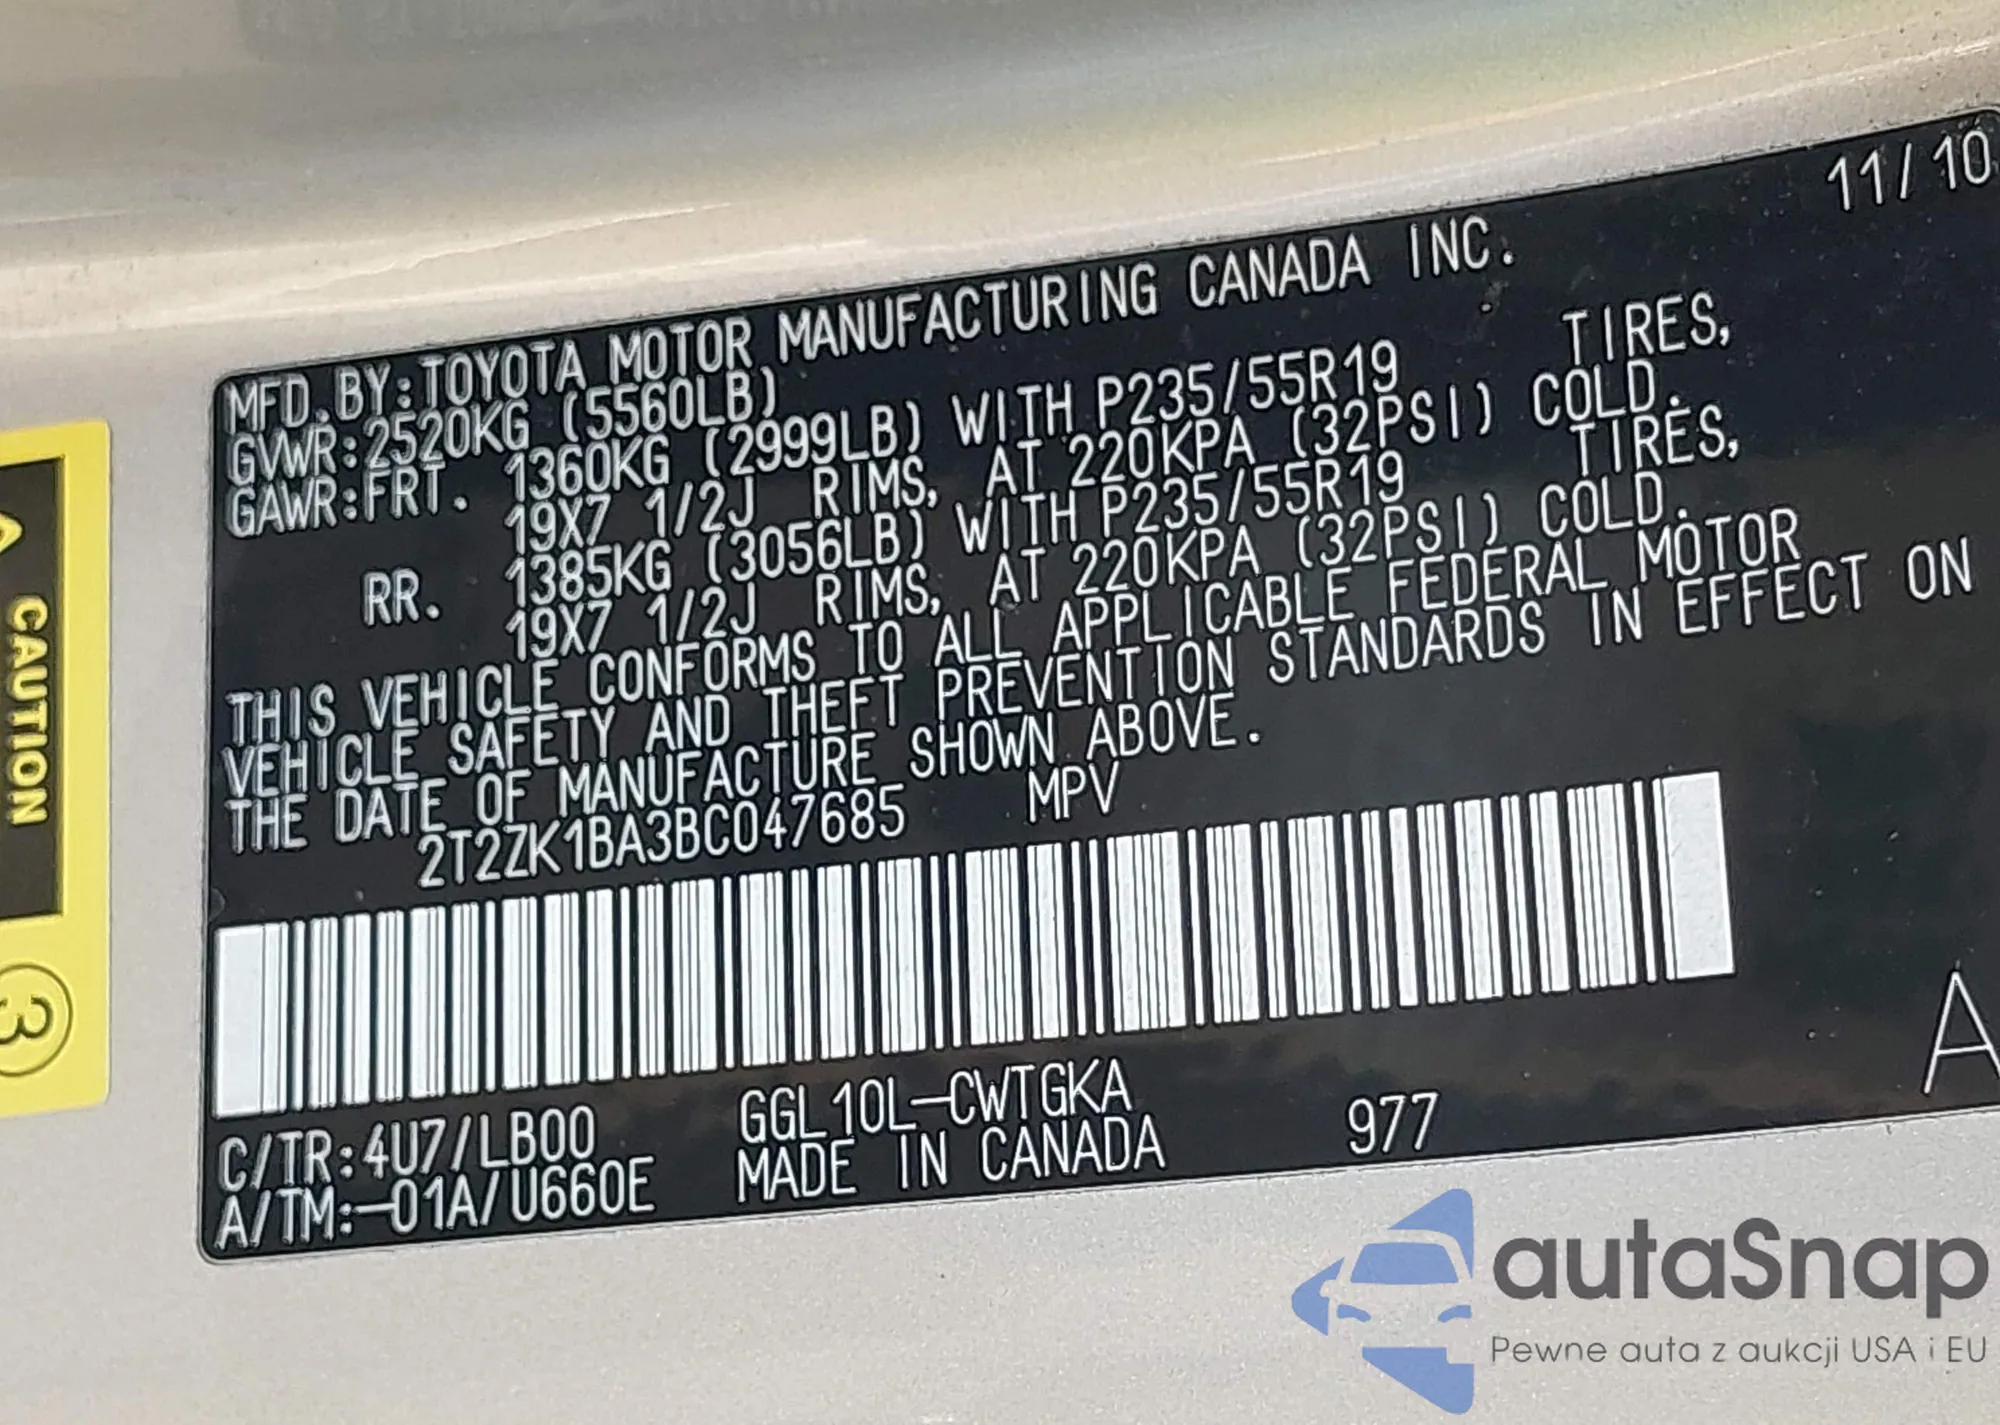 11/10
MFD.BY:TOYOTA MOTOR MANUFACTURING CANADA INC.
GVWR:2520KG (5560LB)
GAWR:FRT. 1360KG (2999LB) WITH P235/55R19 TIRES,
19X7 1/2J RIMS, AT 220KPA (32PSI) COLD.
RR. 1385KG (3056LB) WITH P235/55R19 TIRES,
19X7 1/2J RIMS, AT 220KPA (32PSI) COLD.
THIS VEHICLE CONFORMS TO ALL APPLICABLE FEDERAL MOTOR
VEHICLE SAFETY AND THEFT PREVENTION STANDARDS IN EFFECT ON
THE DATE OF MANUFACTURE SHOWN ABOVE.
2T2ZK1BA3BC047685 MPV
A
C/TR:4U7/LB00 GGL10L-CWTGKA
A/TM:-01A/U660E MADE IN CANADA 977
CAUTION
3
autaSnap
Pewne auta z aukcji USA i EU